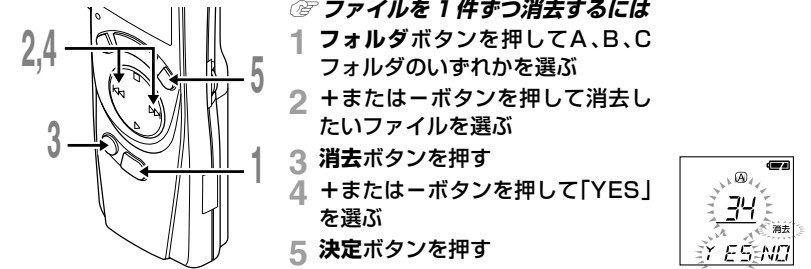 ☞ ファイルを1件ずつ消去するには
1 フォルダボタンを押してA、B、C
フォルダのいずれかを選ぶ
2 +または−ボタンを押して消去し
たいファイルを選ぶ
3 消去ボタンを押す
4 +または−ボタンを押して「YES」
を選ぶ
5 決定ボタンを押す
2,4
5
3
1
A
34
消去
YES NO